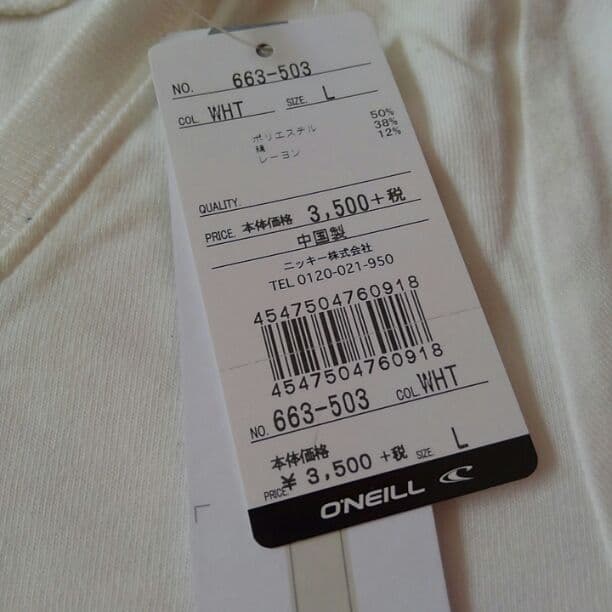 NO. 663-503
COL. WHT SIZE. L
ポリエステル 50%
綿 38%
レーヨン 12%
QUALITY.
PRICE. 本体価格 3,500+税
中国製
ニッキー株式会社
TEL 0120-021-950
4547504760918
4547504760918
NO. 663-503 COL. WHT
本体価格
PRICE. ¥3,500 +税 SIZE. L
O'NEILL